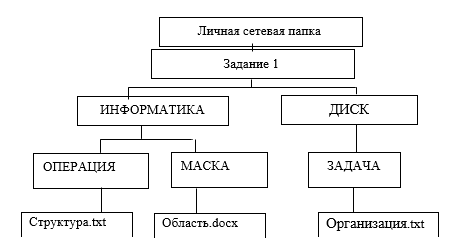 Личная сетевая папка
Задание 1
ИНФОРМАТИКА
ДИСК
ОПЕРАЦИЯ
МАСКА
ЗАДАЧА
Структура.txt
Область.docx
Организация.txt